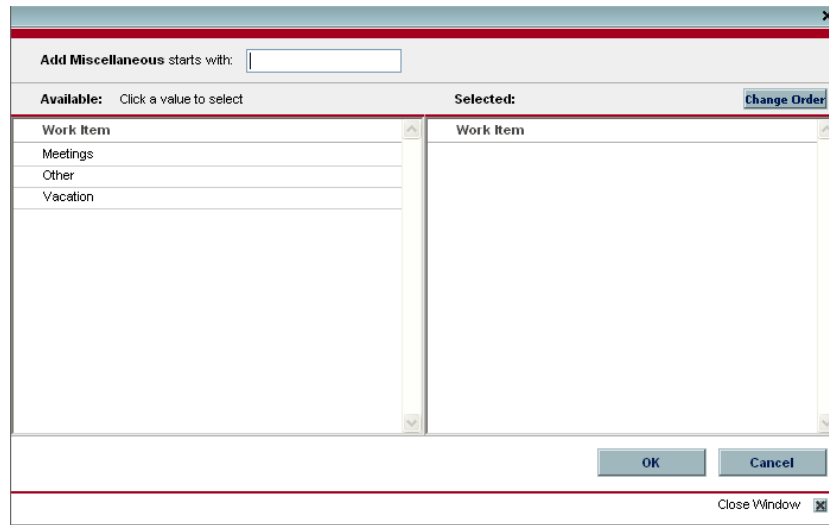 Add Miscellaneous starts with:
Available: Click a value to select Selected: Change Order
Work Item Work Item
Meetings
Other
Vacation
OK Cancel
Close Window